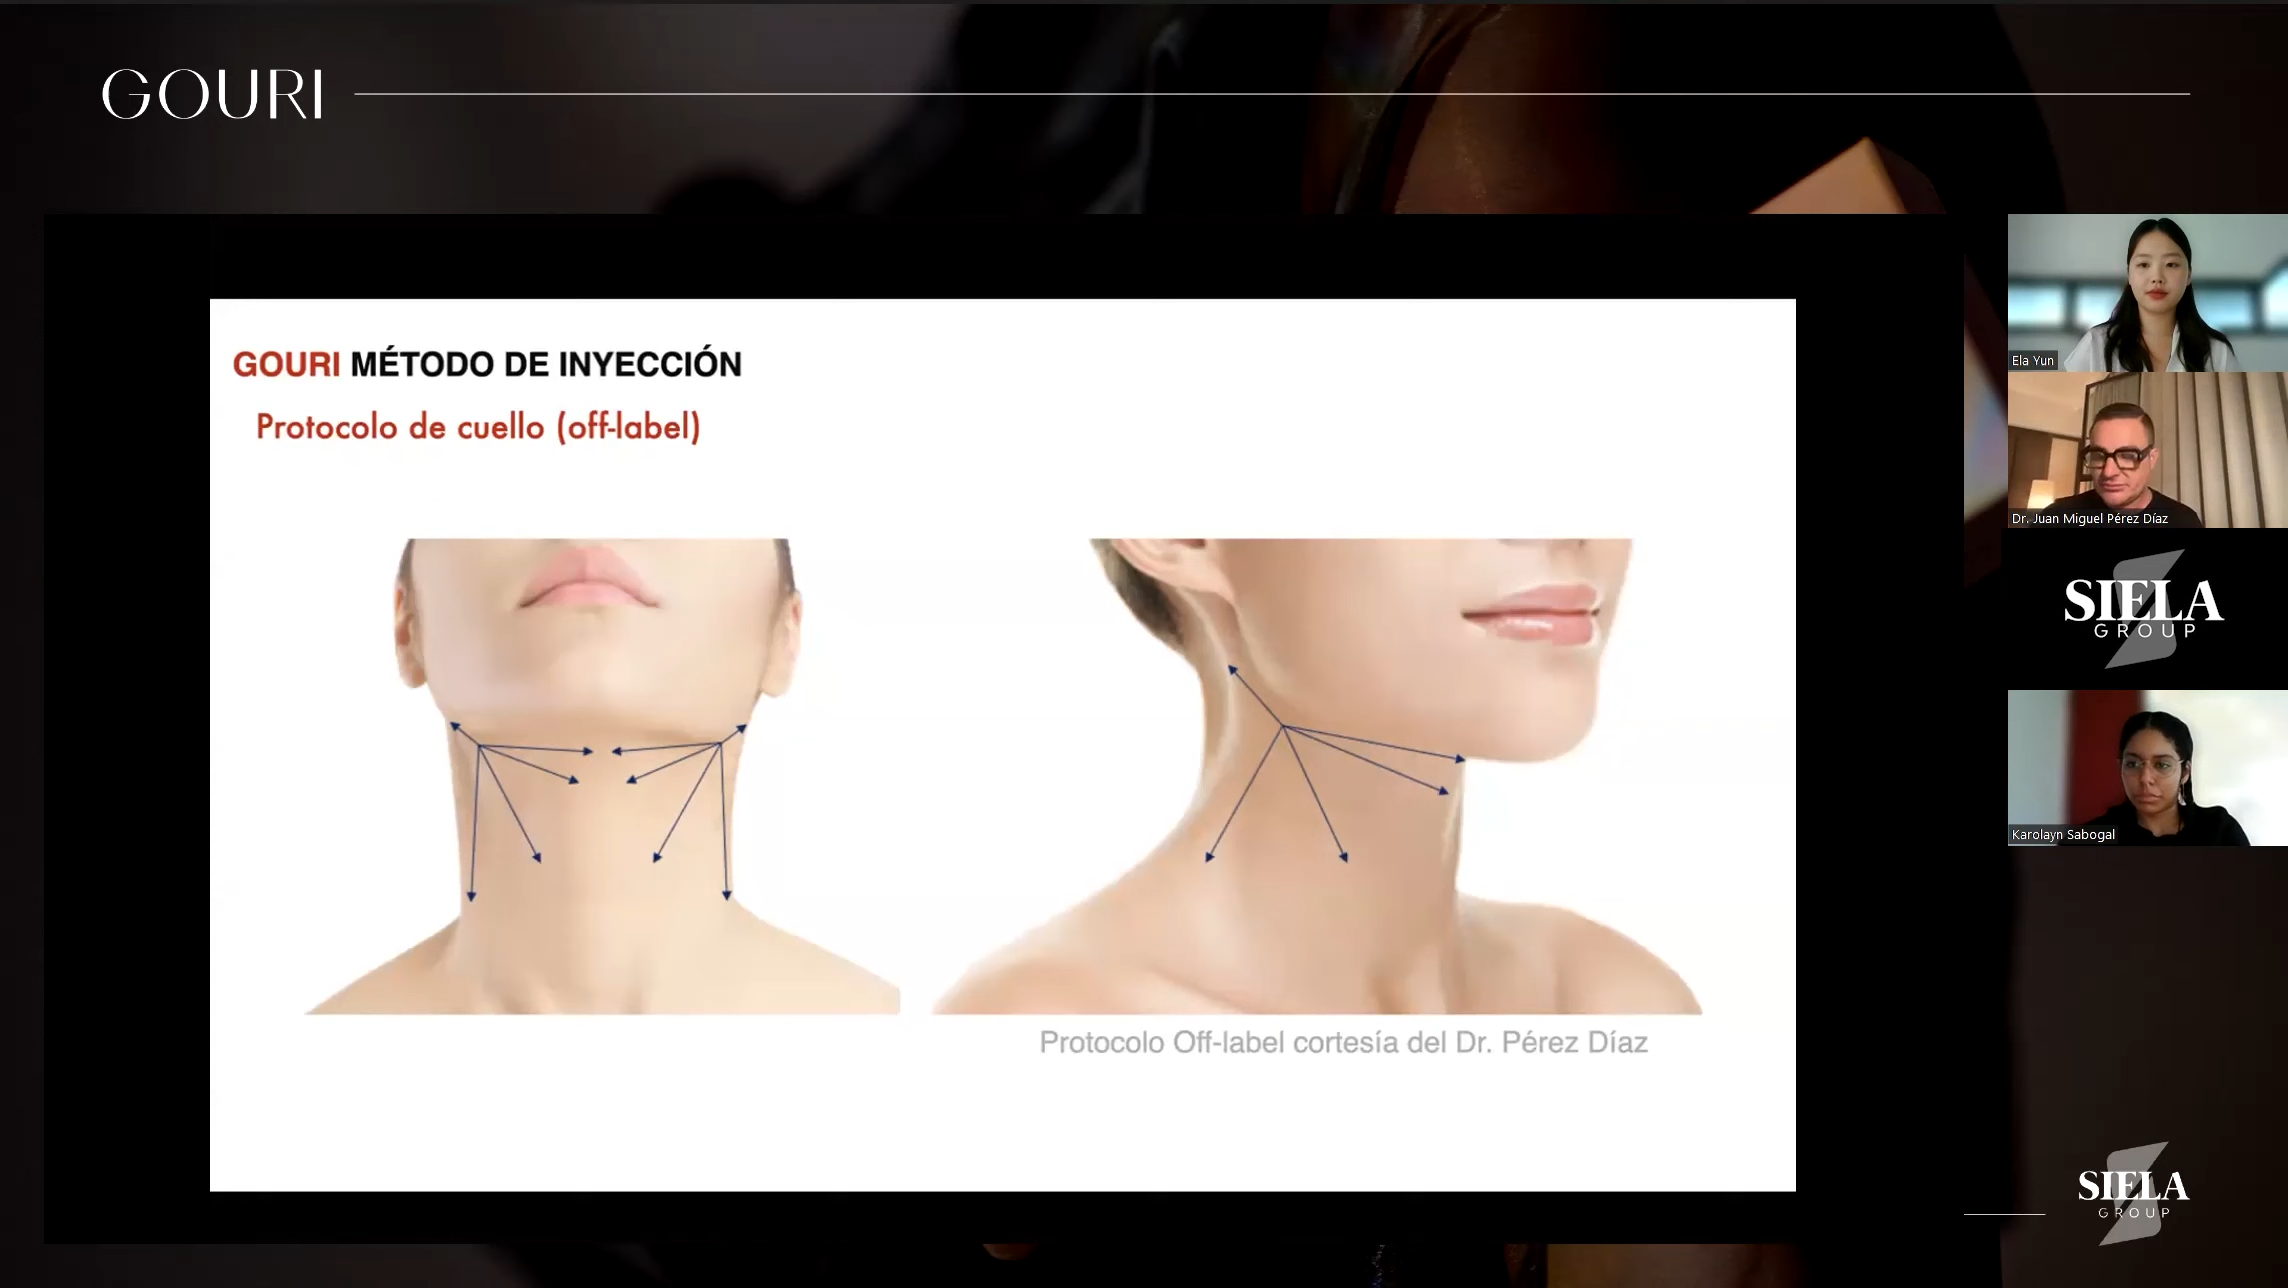 GOURI
GOURI MÉTODO DE INYECCIÓN
Protocolo de cuello (off-label)
Protocolo Off-label cortesía del Dr. Pérez Díaz
Ela Yun
Dr. Juan Miguel Pérez Díaz
SIELA
GROUP
Karolayn Sabogal
SIELA
GROUP